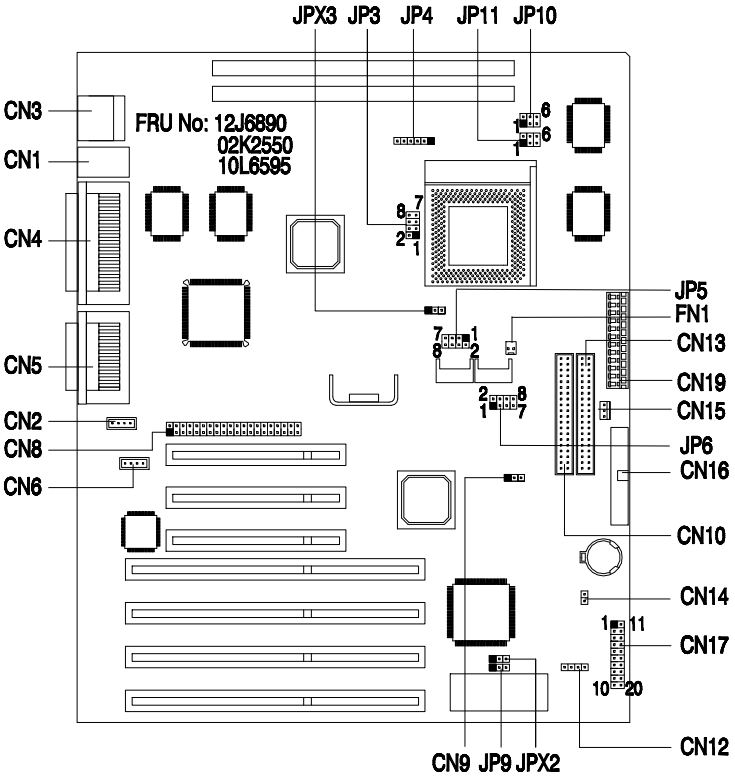 JPX3 JP3 JP4 JP11 JP10
CN3
FRU No: 12J6890
02K2550
10L6595
6
1
6
1
CN1
8 7
2 1
CN4
JP5
FN1
7 1
8 2
CN13
CN5
CN19
2 8
1 7
CN15
CN2
CN8
JP6
CN6
CN16
CN10
CN14
1 11
CN17
10 20
CN12
CN9 JP9 JPX2